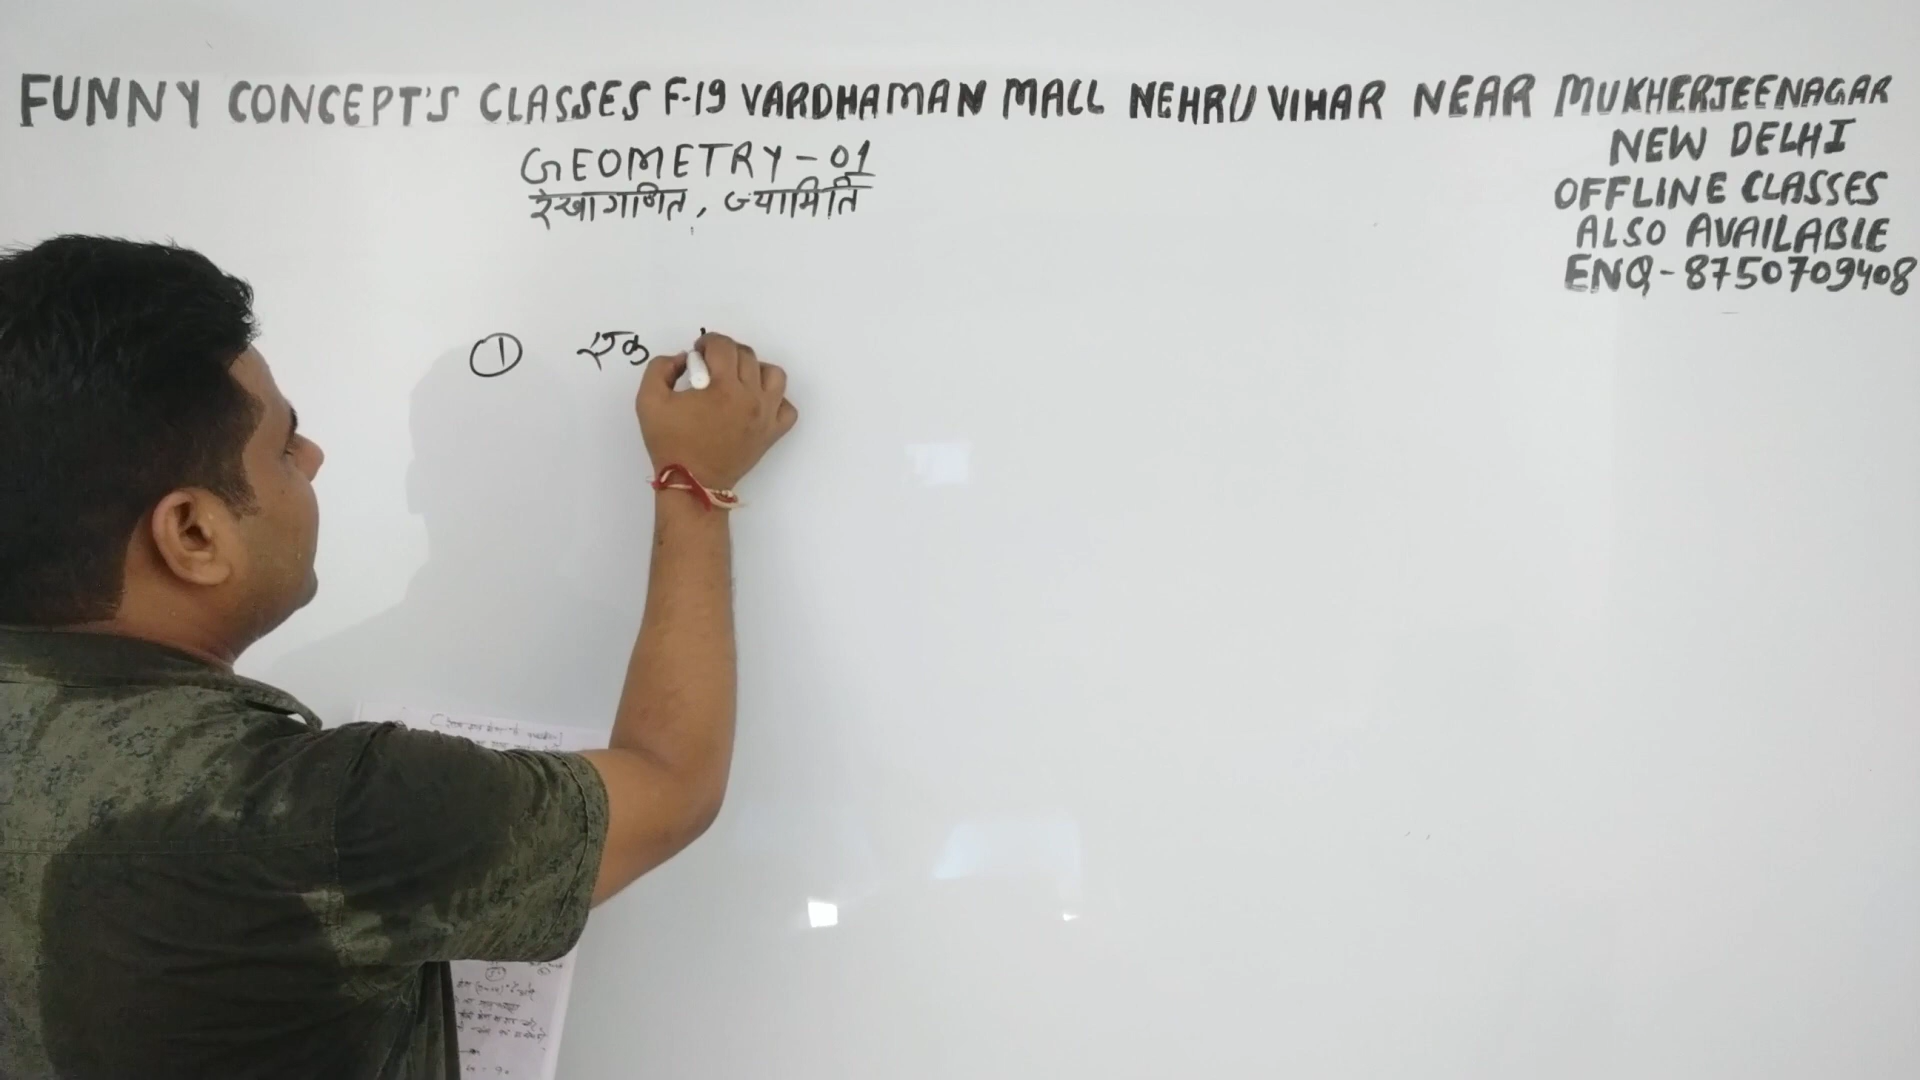 FUNNY CONCEPT'S CLASSES F-19 VARDHAMAN MALL NEHRU VIHAR NEAR MUKHERJEENAGAR
NEW DELHI
OFFLINE CLASSES
ALSO AVAILABLE
ENQ-8750709408
GEOMETRY-01
रेखागणित, ज्यामिति
① एक